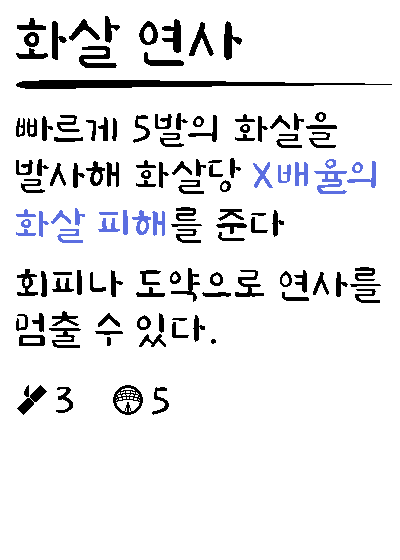 화살 연사
빠르게 5발의 화살을
발사해 화살당 X배율의
화살 피해를 준다
회피나 도약으로 연사를
멈출 수 있다.
3 5